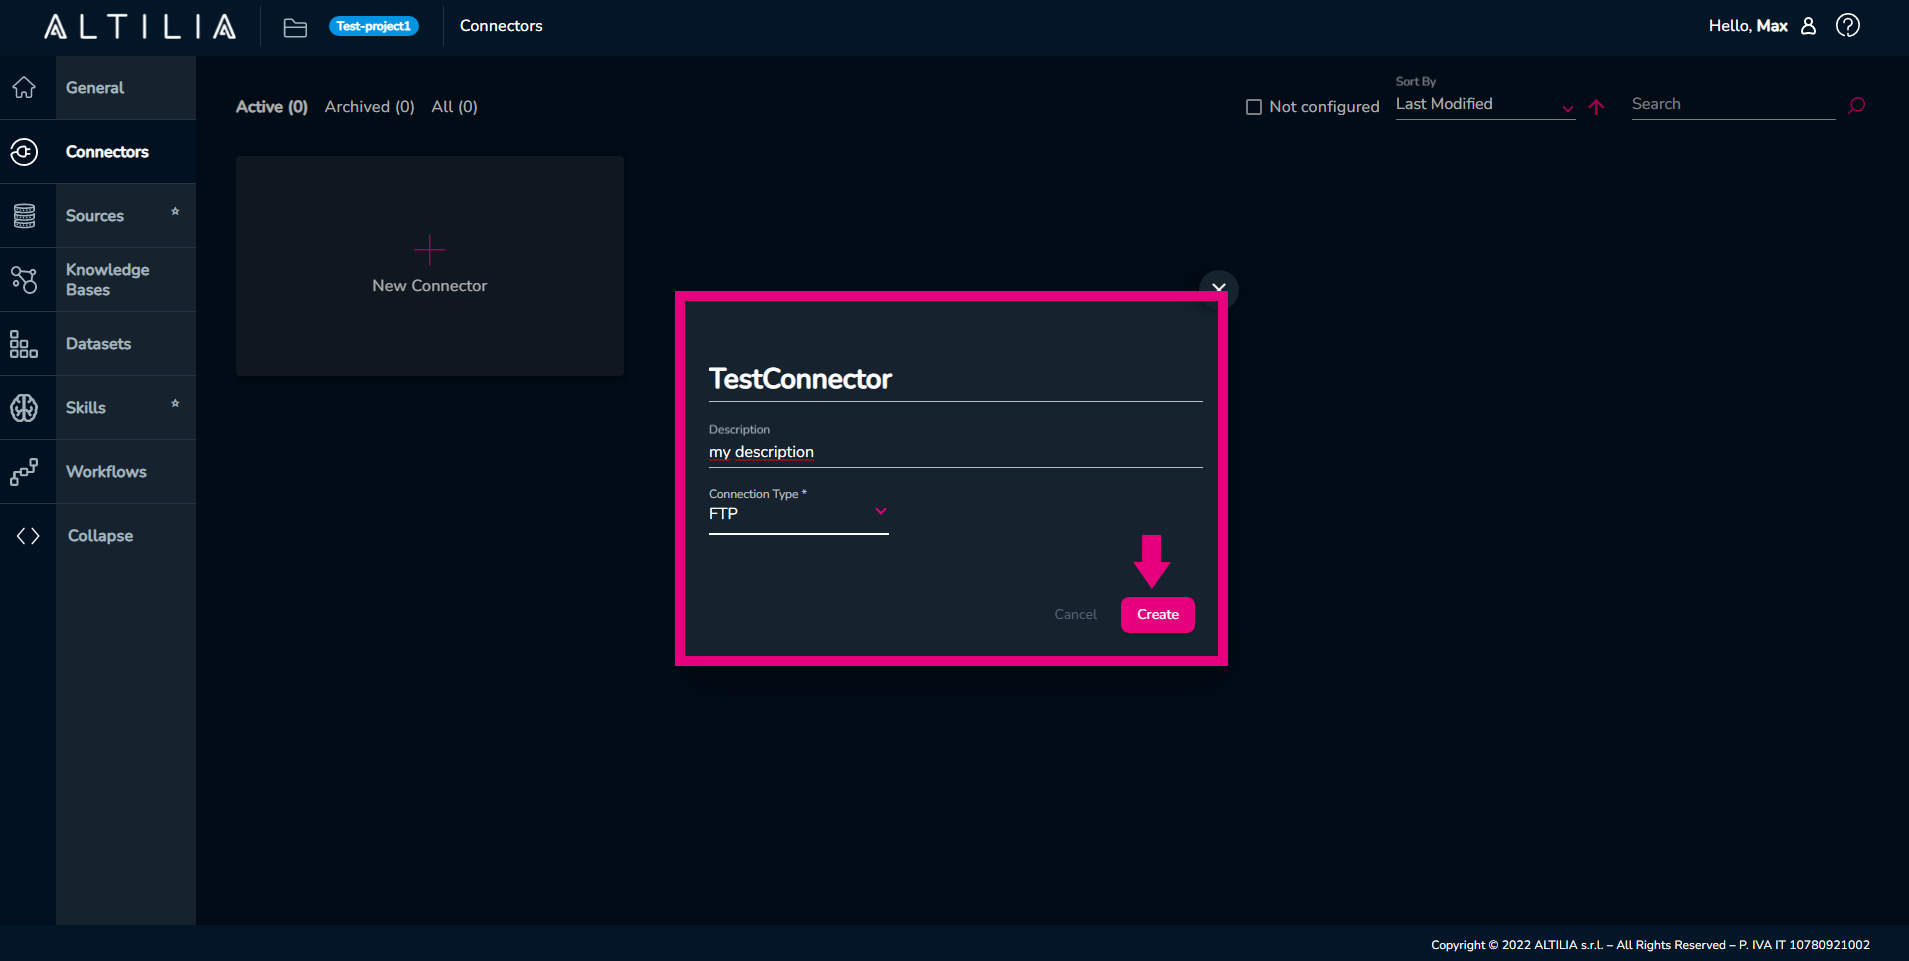 ALTILIA
Test-project1
Connectors
Hello, Max
General
Connectors
Sources
Knowledge
Bases
Datasets
Skills
Workflows
Collapse
Active (0) Archived (0) All (0)
Not configured
Sort By
Last Modified
Search
New Connector
TestConnector
Description
my description
Connection Type *
FTP
Cancel
Create
Copyright © 2022 ALTILIA s.r.l. – All Rights Reserved – P. IVA IT 10780921002